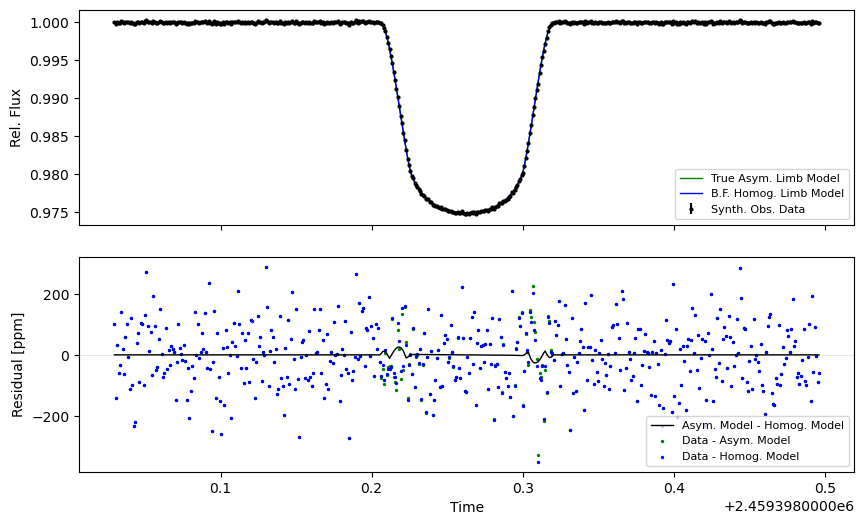 1.000
0.995
0.990
0.985
0.980
0.975
Rel. Flux
True Asym. Limb Model
B.F. Homog. Limb Model
Synth. Obs. Data
200
0
−200
Residual [ppm]
Asym. Model - Homog. Model
Data - Asym. Model
Data - Homog. Model
0.1
0.2
0.3
0.4
0.5
Time
+2.4593980000e6